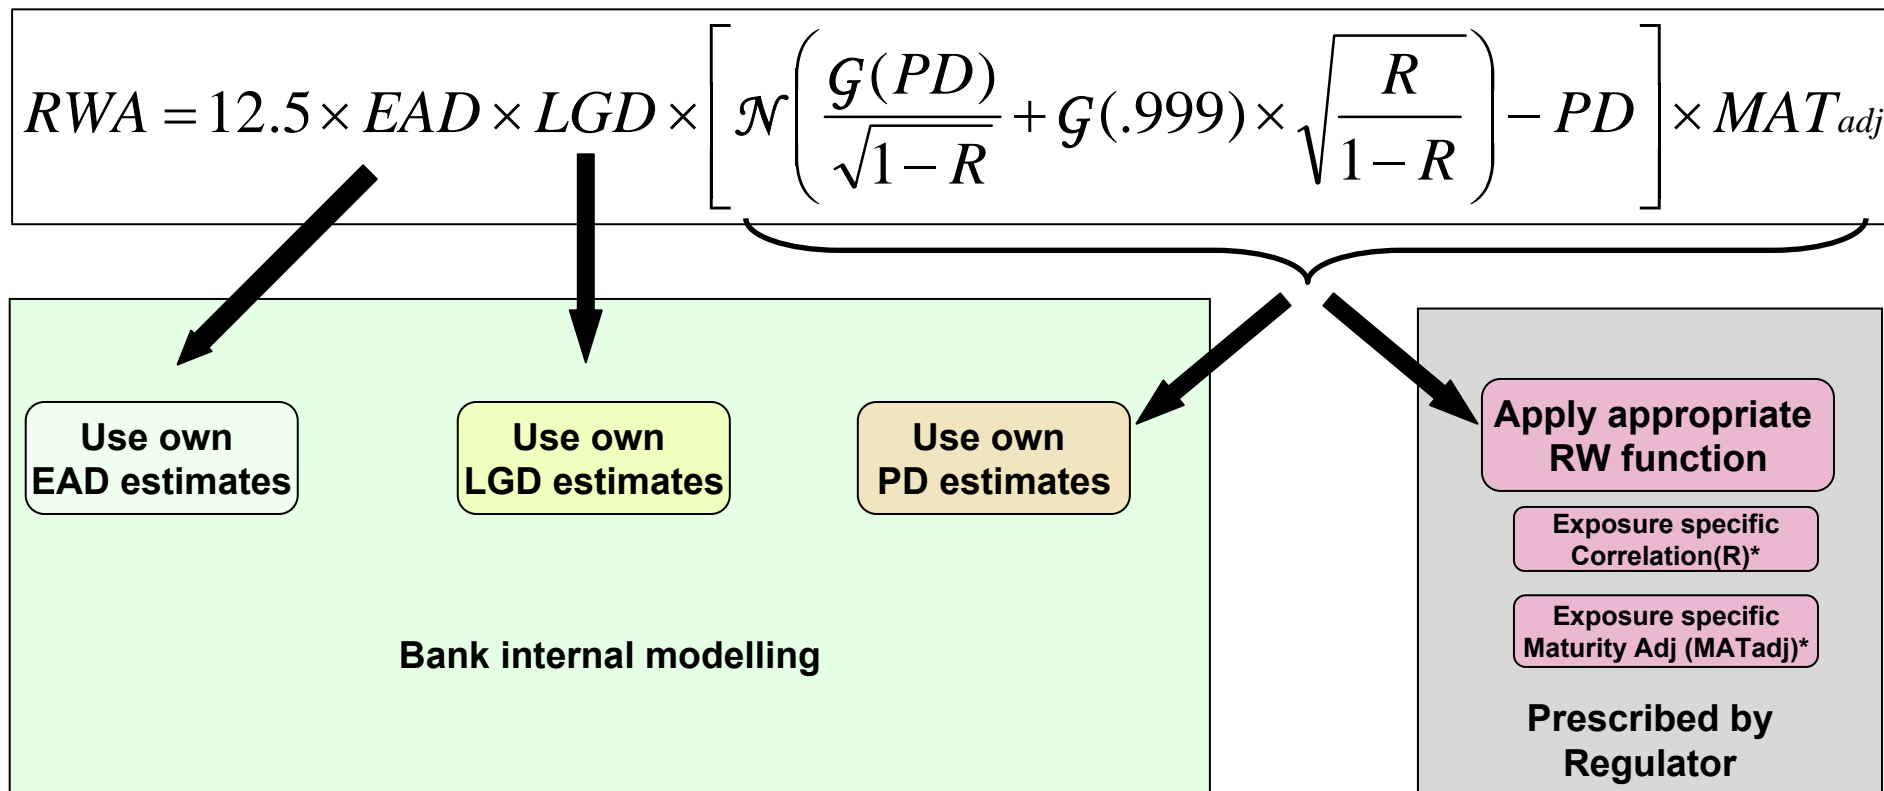 RWA = 12.5 × EAD × LGD × [ 𝒩 ( 𝒢(PD) / √(1 − R) + 𝒢(.999) × √( R / (1 − R) ) ) − PD ] × MATadj
Use own
EAD estimates
Use own
LGD estimates
Use own
PD estimates
Apply appropriate
RW function
Exposure specific
Correlation(R)*
Exposure specific
Maturity Adj (MATadj)*
Bank internal modelling
Prescribed by
Regulator